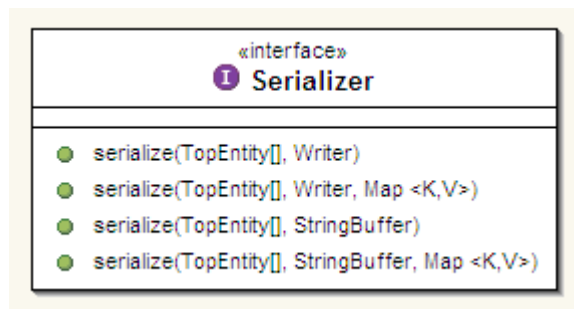 «interface»
I Serializer
serialize(TopEntity[], Writer)
serialize(TopEntity[], Writer, Map <K,V>)
serialize(TopEntity[], StringBuffer)
serialize(TopEntity[], StringBuffer, Map <K,V>)